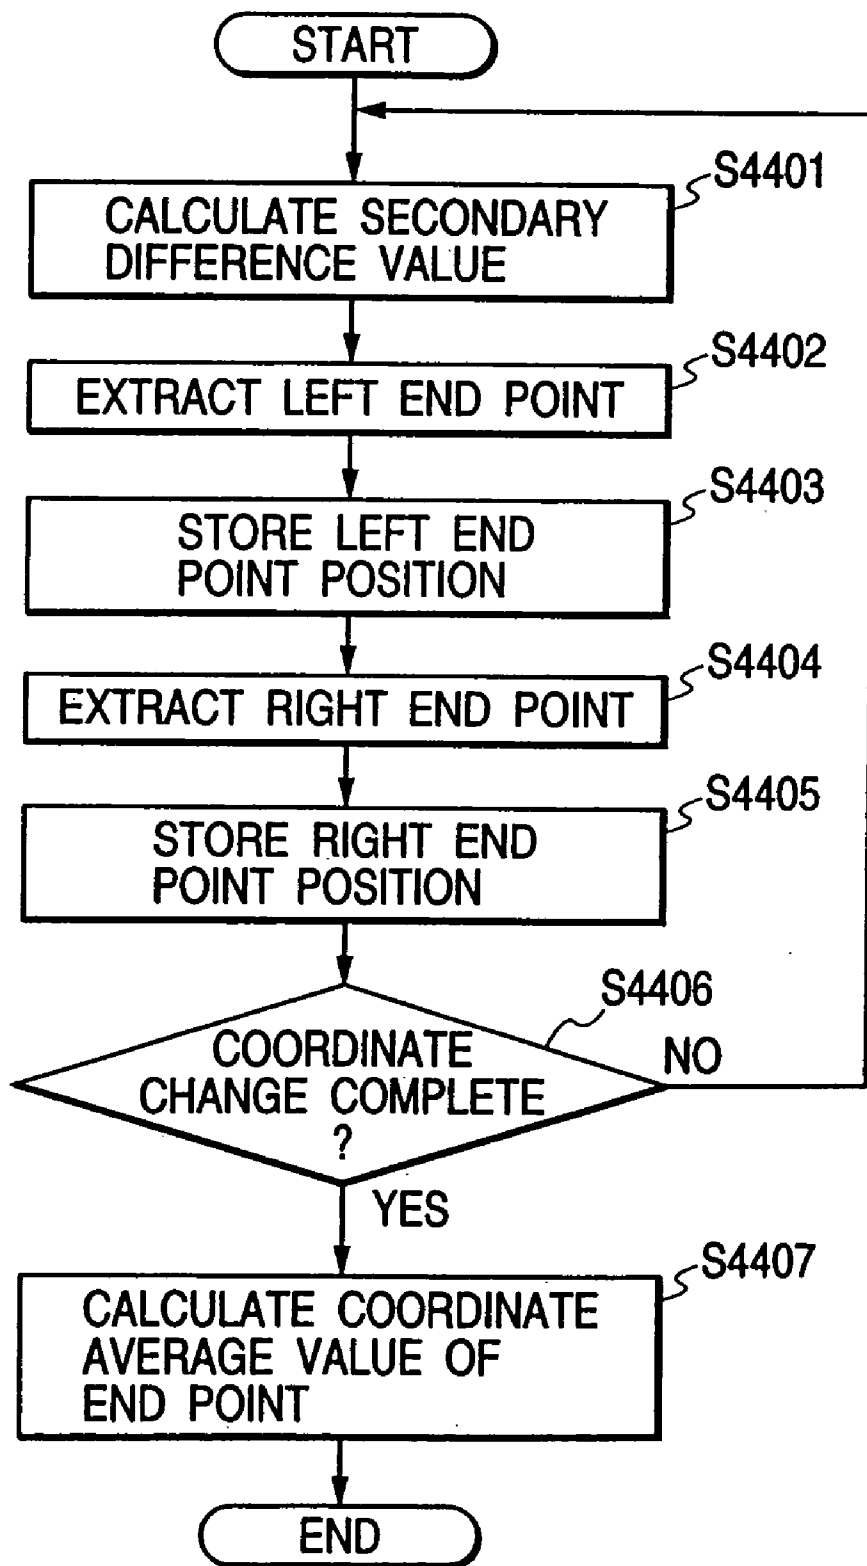 START
S4401
CALCULATE SECONDARY
DIFFERENCE VALUE
S4402
EXTRACT LEFT END POINT
S4403
STORE LEFT END
POINT POSITION
S4404
EXTRACT RIGHT END POINT
S4405
STORE RIGHT END
POINT POSITION
S4406
COORDINATE
CHANGE COMPLETE
?
NO
YES
S4407
CALCULATE COORDINATE
AVERAGE VALUE OF
END POINT
END